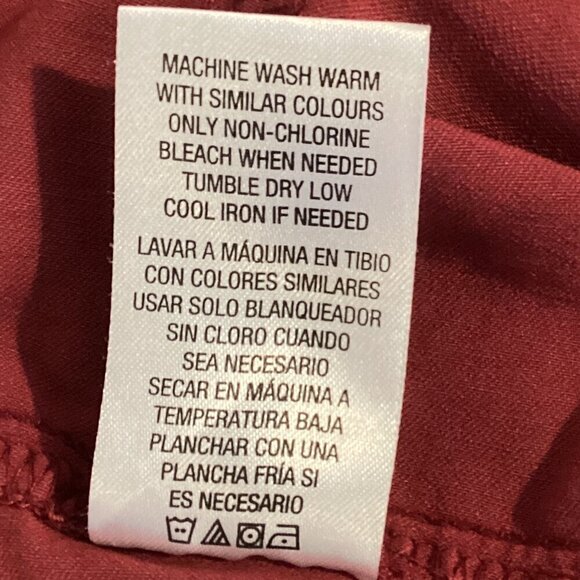 MACHINE WASH WARM
WITH SIMILAR COLOURS
ONLY NON-CHLORINE
BLEACH WHEN NEEDED
TUMBLE DRY LOW
COOL IRON IF NEEDED
LAVAR A MÁQUINA EN TIBIO
CON COLORES SIMILARES
USAR SOLO BLANQUEADOR
SIN CLORO CUANDO
SEA NECESARIO
SECAR EN MÁQUINA A
TEMPERATURA BAJA
PLANCHAR CON UNA
PLANCHA FRÍA SI
ES NECESARIO